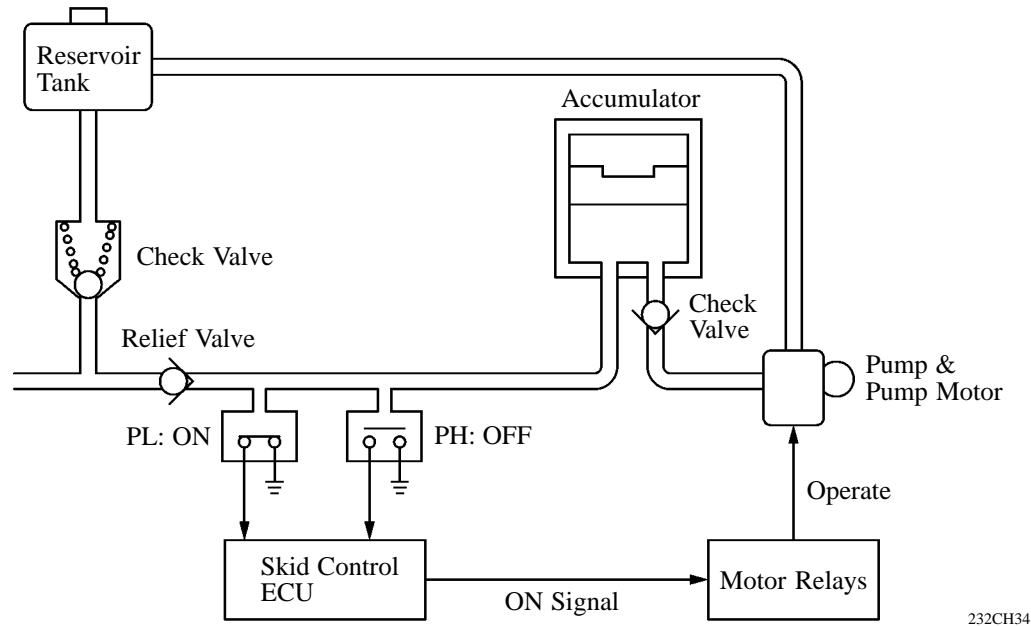 Reservoir
Tank
Accumulator
Check Valve
Check
Valve
Relief Valve
Pump &
Pump Motor
PL: ON
PH: OFF
Operate
Skid Control
ECU
ON Signal
Motor Relays
232CH34